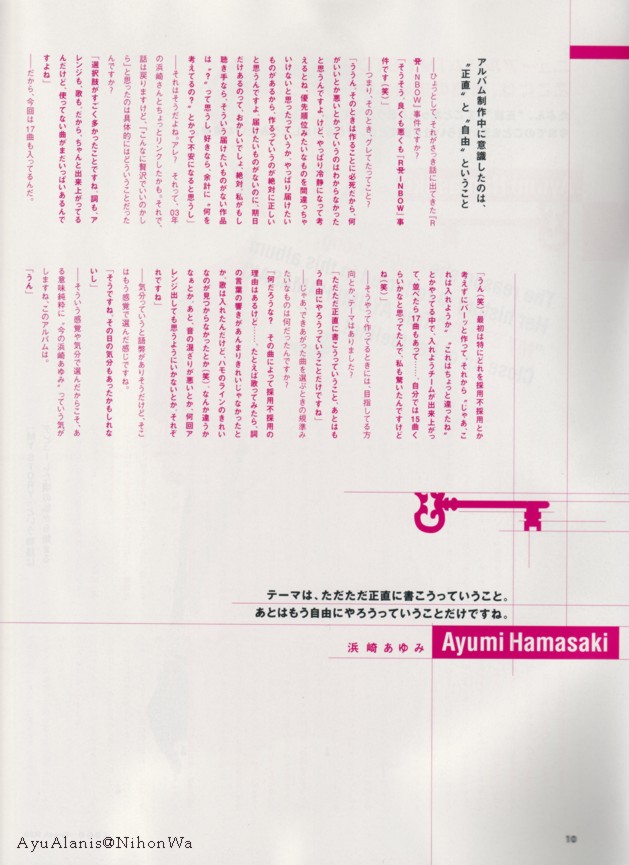 アルバム制作中に意識したのは、
“正直”と“自由”ということ
――ひょっとして、それがさっき話に出てきた『R
発INBOW』事件ですか?
「そうそう、良くも悪くも『R発INBOW』事
件です(笑)」
――つまり、そのとき、グレてたってこと?
「ううん、そのときは作ることに必死だから、何
がいいとか悪いとかっていうのはわからなかった
と思うんですよ。けど、やっぱり冷静になって考
えるとね、優先順位みたいなものを間違っちゃ
いけないと思ったっていうか、やっぱり届けたい
ものがあるから、作るっていうのが絶対に正しい
と思うんですよ。届けたいものがないのに、期日
だけあるのって、おかしいでしょ、絶対。私がもし
聴き手なら、そういう届けたいものがない作品
は〝?〟って思うし、好きなら、余計に〝何を
考えてるの?〟とかって不安になると思うし」
――それはそうだよね。アレ? それって、03年
の浜崎さんとちょっとリンクしたかも。それで、
話は戻りますけど、〝こんなに贅沢でいいのかし
ら〟と思ったのは具体的にはどういうことだった
んですか?
「選択肢がすごく多かったことですね。詞も、ア
レンジも、歌も。だから、ちゃんと出来上がってる
んだけど、使ってない曲がまだいっぱいあるんで
すよね」
――だから、今回は17曲も入ってるんだ。
「うん(笑)。最初は特にどれを採用不採用とか
考えずにバーッと作って、それから〝じゃあ、こ
れは入れようか〟〝これはちょっと違ったね〟
とかやってる中で、入れようチームが出来上がっ
て、並べたら17曲もあって……。自分では15曲く
らいかなと思ってたんで、私も驚いたんですけど
ね(笑)」
――そうやって作ってるときには、目指してる方
向とか、テーマはありました?
「ただただ正直に書こうっていうこと。あとはも
う自由にやろうっていうことだけですね」
――じゃあ、できあがった曲を選ぶときの規準み
たいなものは何だったんですか?
「何だろうな? その曲によって採用不採用の
理由はあるけど……。たとえば歌ってみたら、詞
の言葉の響きがあんまりきれいじゃなかったと
か、歌は入れたんだけど、ハモのラインのきれい
なのが見つからなかったとか(笑)、なんか違うか
なぁとか。あと、音の混ざりが悪いとか、何回ア
レンジ出しても思うようにいかないとか、それぞ
れですね」
――気分っていうと語弊がありそうだけど、そこ
はもう感覚で選んだ感じですね。
「そうですね。その日の気分もあったかもしれな
いし」
――そういう感覚や気分で選んだからこそ、あ
る意味純粋に〝今の浜崎あゆみ〟っていう気が
しますね、このアルバムは。
「うん」
テーマは、ただただ正直に書こうっていうこと。
あとはもう自由にやろうっていうことだけですね。
浜崎あゆみ Ayumi Hamasaki
10
AyuAlanis@NihonWa